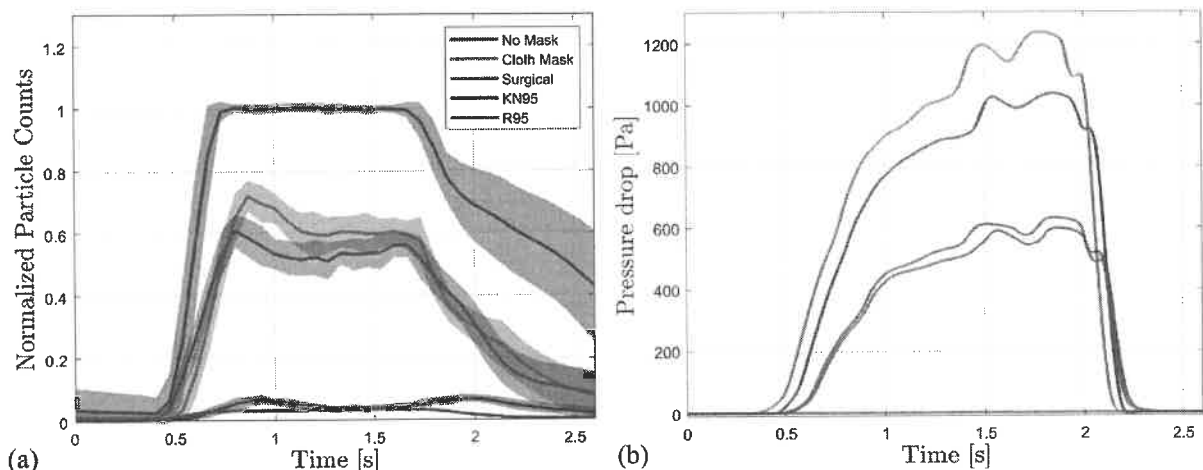 Normalized Particle Counts
1.2
1
0.8
0.6
0.4
0.2
0
0 0.5 1 1.5 2 2.5
Time [s]
No Mask
Cloth Mask
Surgical
KN95
R95
(a)
Pressure drop [Pa]
1200
1000
800
600
400
200
0
0 0.5 1 1.5 2 2.5
Time [s]
(b)